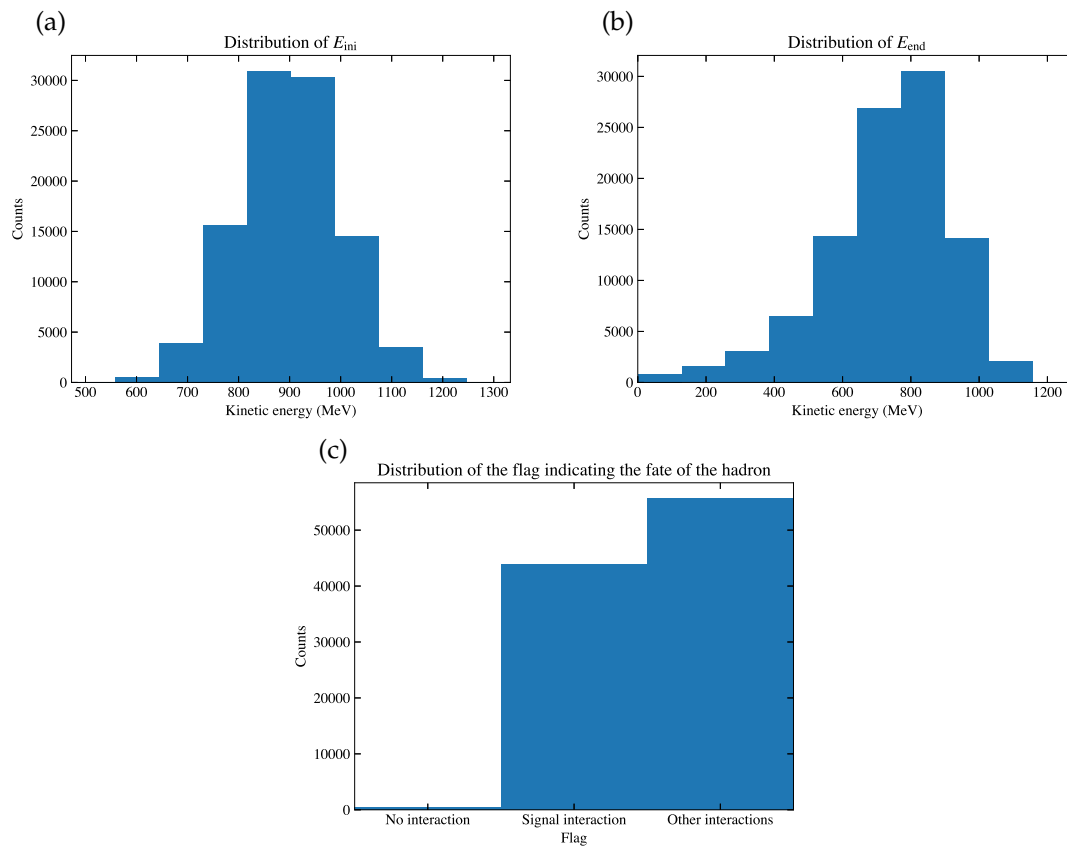 (a)
Distribution of E_ini
Counts
30000
25000
20000
15000
10000
5000
0
500 600 700 800 900 1000 1100 1200 1300
Kinetic energy (MeV)
(b)
Distribution of E_end
Counts
30000
25000
20000
15000
10000
5000
0
0 200 400 600 800 1000 1200
Kinetic energy (MeV)
(c)
Distribution of the flag indicating the fate of the hadron
Counts
50000
40000
30000
20000
10000
0
No interaction Signal interaction Other interactions
Flag